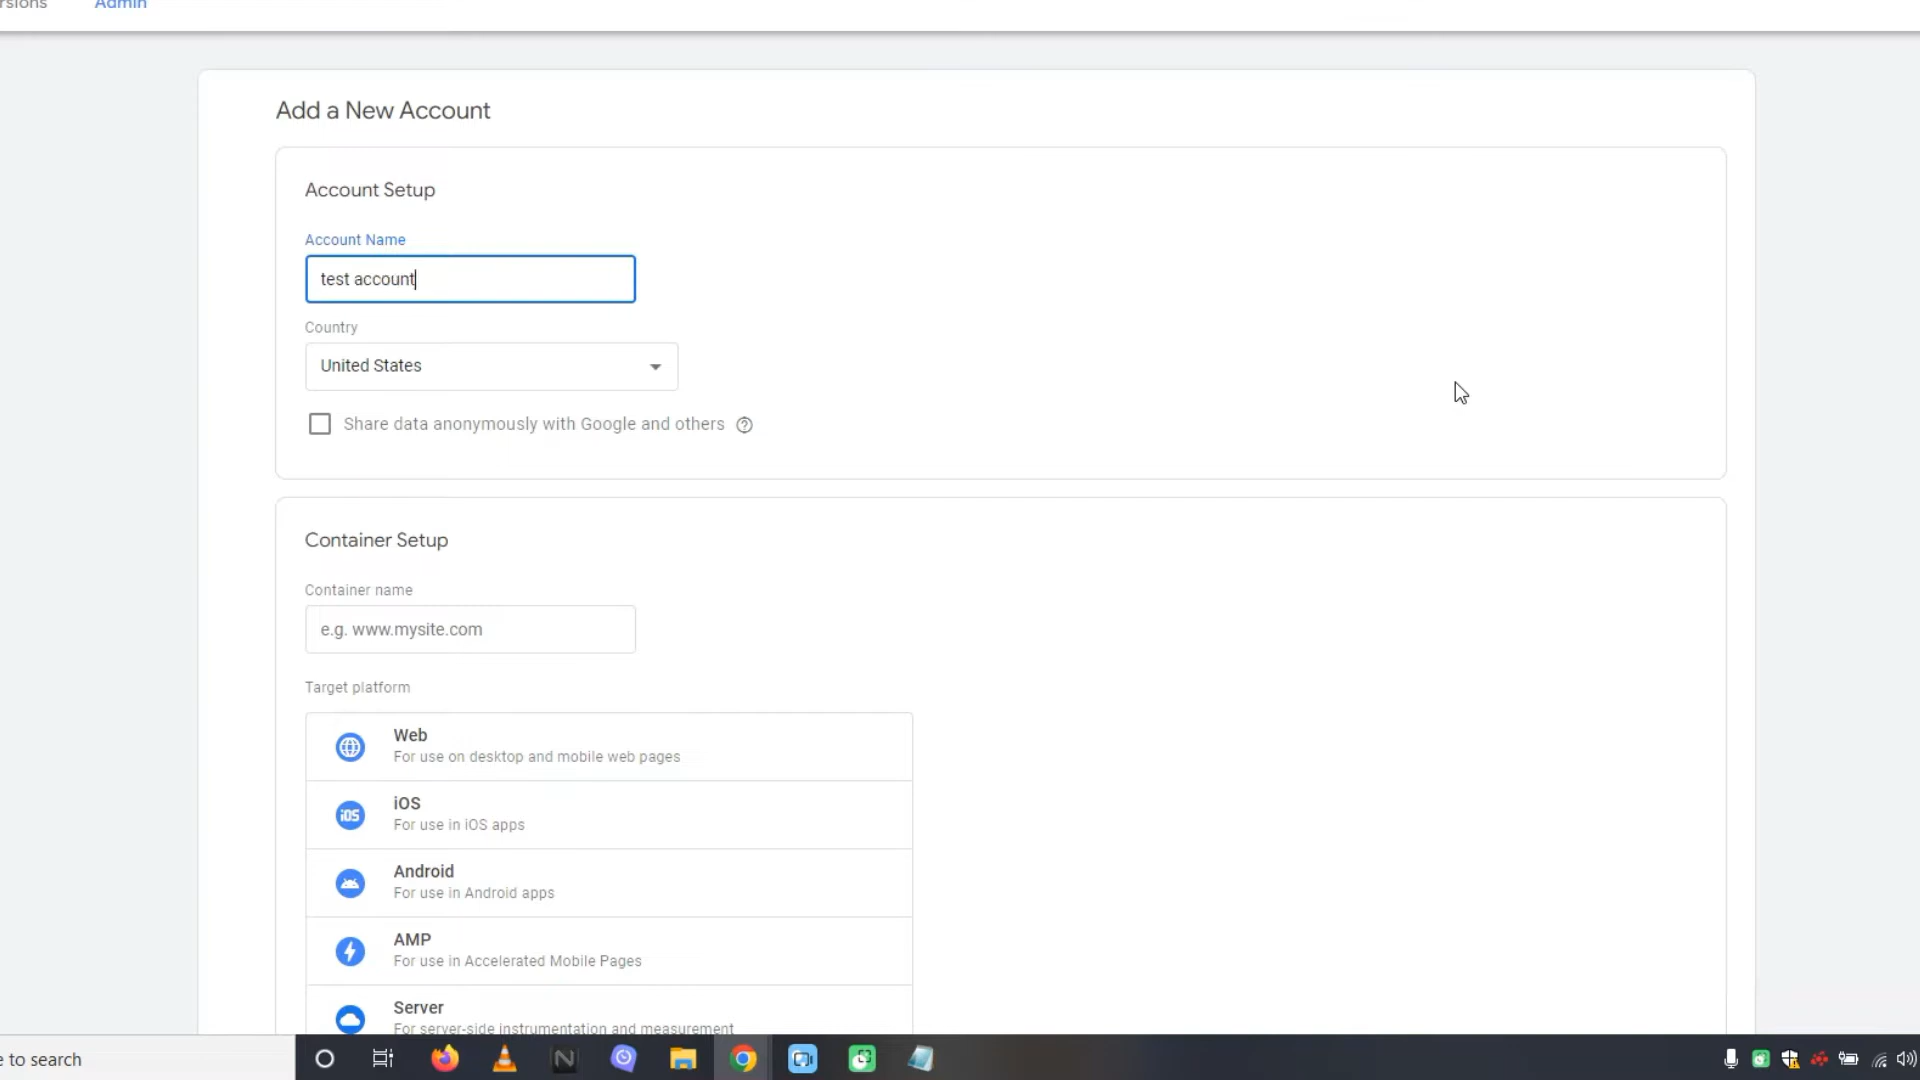 Admin
Add a New Account
Account Setup
Account Name
test account
Country
United States
Share data anonymously with Google and others
Container Setup
Container name
e.g. www.mysite.com
Target platform
Web
For use on desktop and mobile web pages
iOS
iOS
For use in iOS apps
Android
For use in Android apps
AMP
For use in Accelerated Mobile Pages
Server
For server-side instrumentation and measurement
e to search